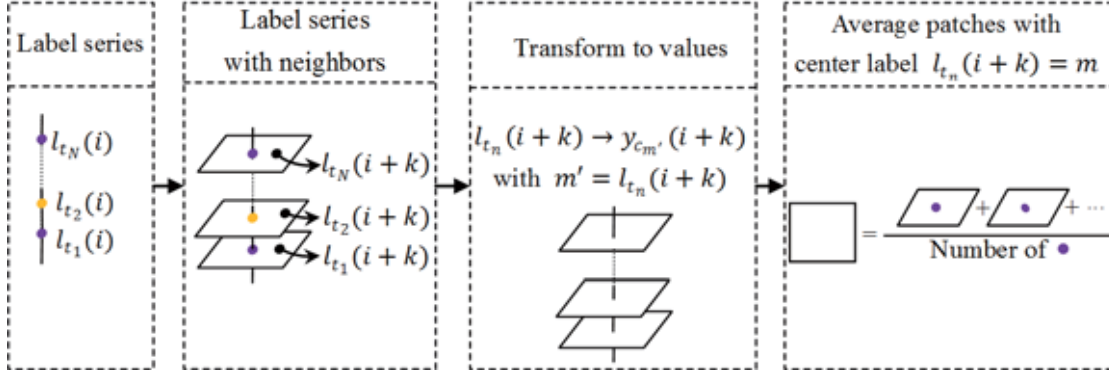 Label series
$l_{t_N}(i)$
$l_{t_2}(i)$
$l_{t_1}(i)$
Label series
with neighbors
$l_{t_N}(i+k)$
$l_{t_2}(i+k)$
$l_{t_1}(i+k)$
Transform to values
$l_{t_n}(i+k) \rightarrow y_{c_{m'}}(i+k)$
with $m' = l_{t_n}(i+k)$
Average patches with
center label $l_{t_n}(i+k) = m$
= + + ···
Number of